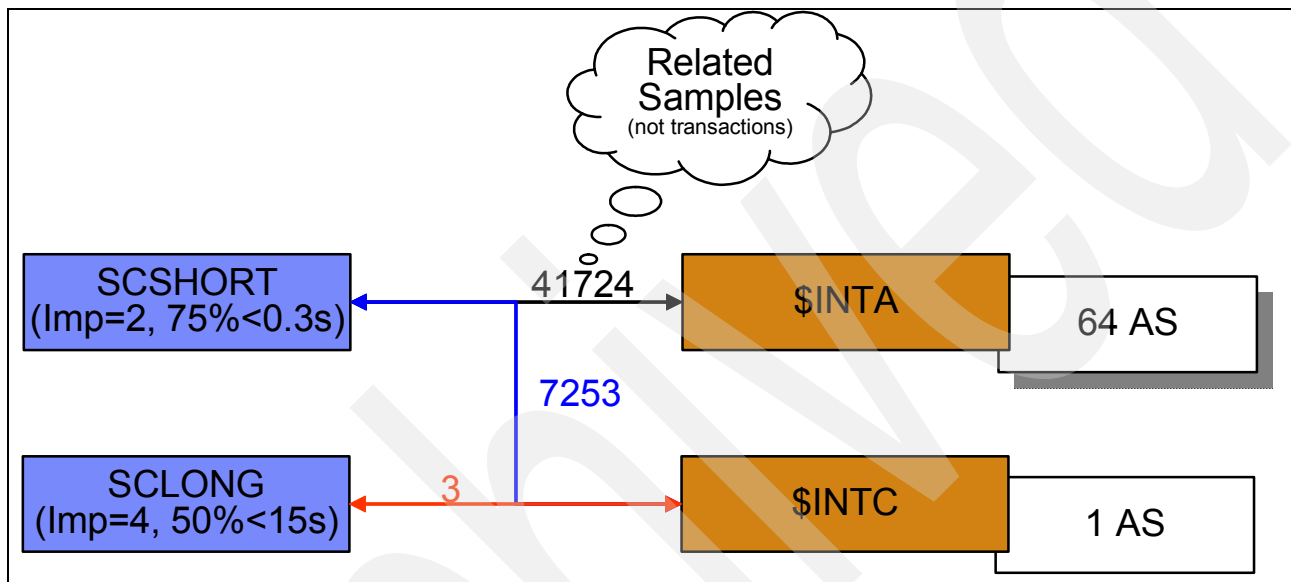 Related
Samples
(not transactions)
SCSHORT
(Imp=2, 75%<0.3s)
41724
$INTA
64 AS
7253
SCLONG
(Imp=4, 50%<15s)
3
$INTC
1 AS